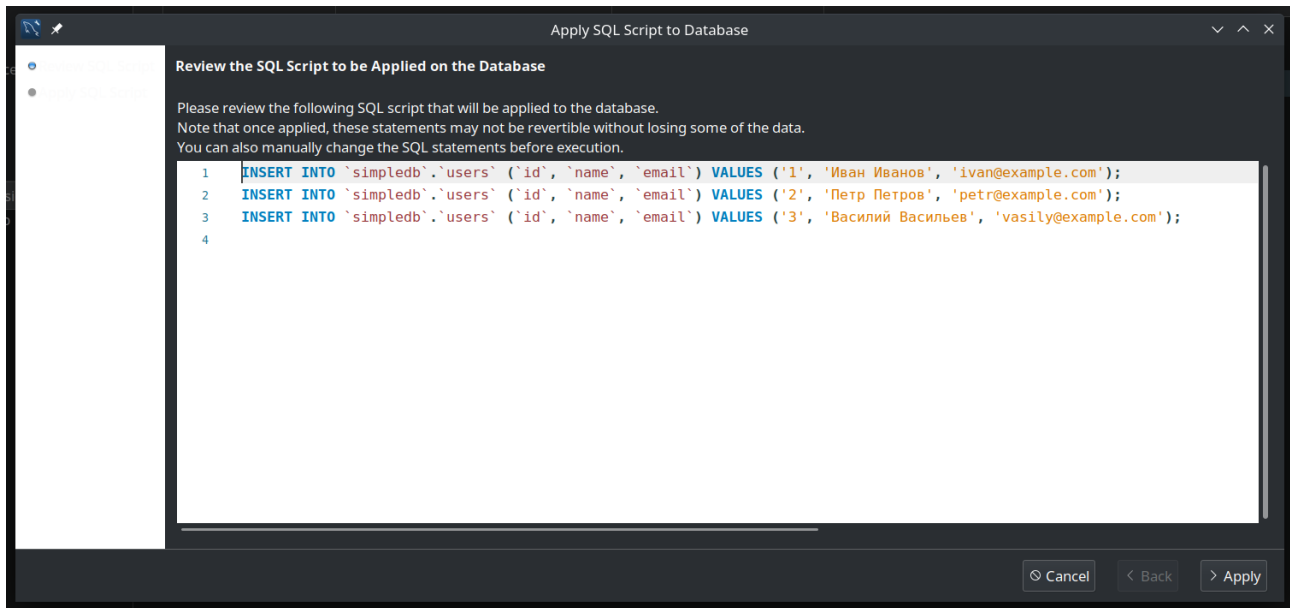 Apply SQL Script to Database
Review the SQL Script to be Applied on the Database
Please review the following SQL script that will be applied to the database.
Note that once applied, these statements may not be revertible without losing some of the data.
You can also manually change the SQL statements before execution.
1 INSERT INTO `simpledb`.`users` (`id`, `name`, `email`) VALUES ('1', 'Иван Иванов', 'ivan@example.com');
2 INSERT INTO `simpledb`.`users` (`id`, `name`, `email`) VALUES ('2', 'Петр Петров', 'petr@example.com');
3 INSERT INTO `simpledb`.`users` (`id`, `name`, `email`) VALUES ('3', 'Василий Васильев', 'vasily@example.com');
4
Cancel < Back > Apply